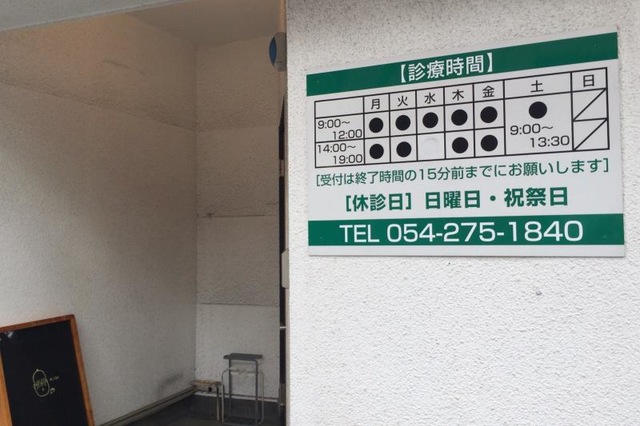 【診療時間】
月 火 水 木 金 土 日
9:00〜12:00 ● ● ● ● ● ● 9:00〜13:30
14:00〜19:00 ● ● ● ●
[受付は終了時間の15分前までにお願いします]
[休診日] 日曜日・祝祭日
TEL 054-275-1840